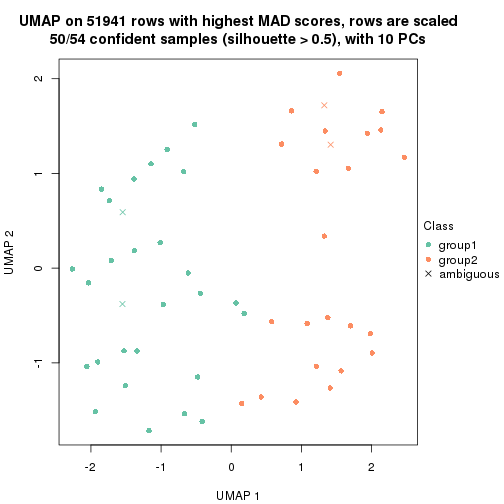 UMAP on 51941 rows with highest MAD scores, rows are scaled
50/54 confident samples (silhouette > 0.5), with 10 PCs
2
1
0
-1
UMAP 2
-2
-1
0
1
2
UMAP 1
Class
group1
group2
ambiguous